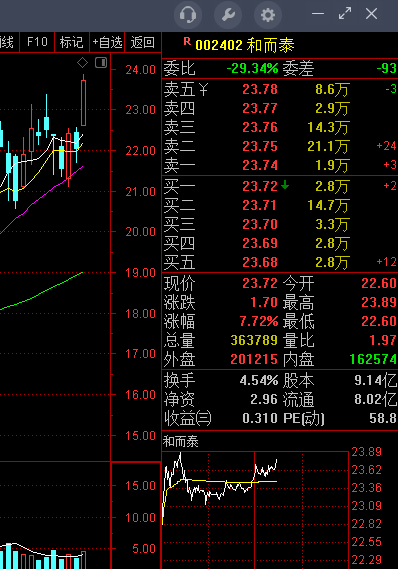 线 F10 标记 +自选 返回
R 002402 和而泰
委比 -29.34% 委差 -93
卖五 ¥ 23.78 8.6万 -3
卖四 23.77 2.9万
卖三 23.76 14.3万
卖二 23.75 21.1万 +24
卖一 23.74 1.9万 +3
买一 23.72 2.8万 +2
买二 23.71 14.7万
买三 23.70 3.3万
买四 23.69 2.8万
买五 23.68 2.8万 +12
现价 23.72 今开 22.60
涨跌 1.70 最高 23.89
涨幅 7.72% 最低 22.60
总量 363789 量比 1.97
外盘 201215 内盘 162574
换手 4.54% 股本 9.14亿
净资 2.96 流通 8.02亿
收益㈢ 0.310 PE(动) 58.8
和而泰
24.00
23.00
22.00
21.00
20.00
19.00
18.00
17.00
16.00
15.00
15.00
10.00
5.00
23.89
23.62
23.36
23.09
22.82
22.55
22.29